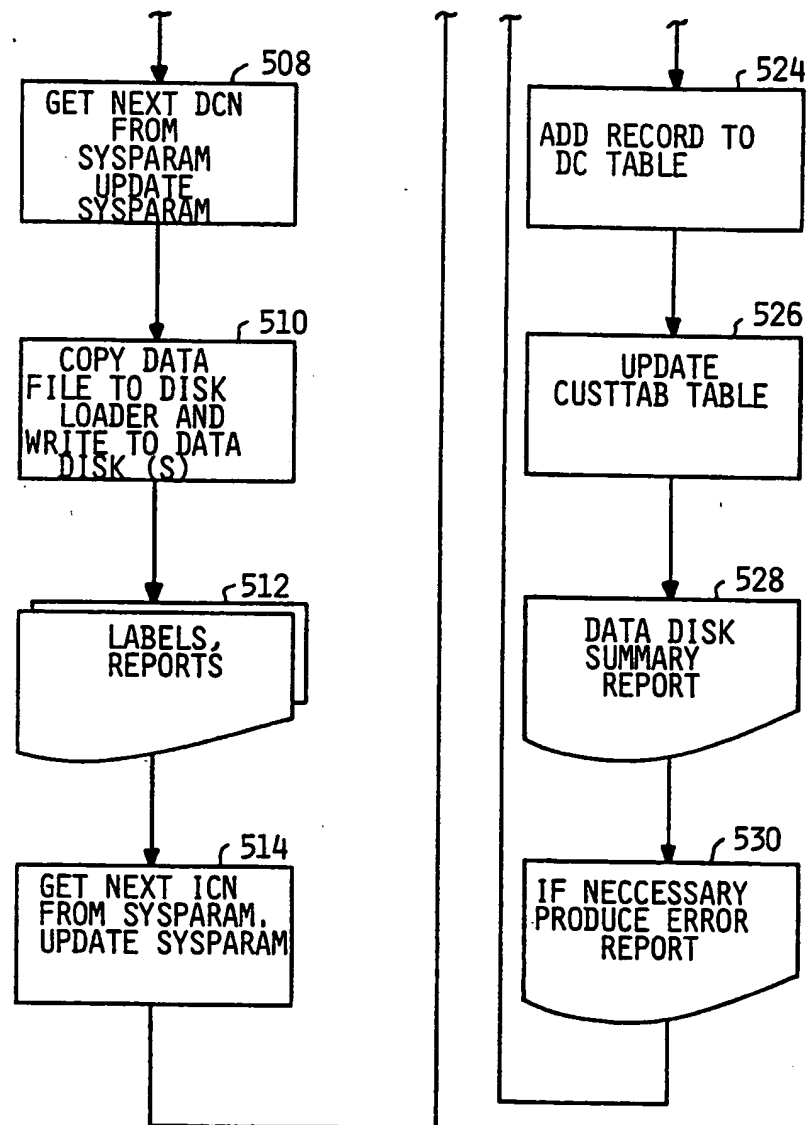 508
GET NEXT DCN
FROM
SYSPARAM
UPDATE
SYSPARAM
510
COPY DATA
FILE TO DISK
LOADER AND
WRITE TO DATA
DISK (S)
512
LABELS,
REPORTS
514
GET NEXT ICN
FROM SYSPARAM.
UPDATE SYSPARAM
524
ADD RECORD TO
DC TABLE
526
UPDATE
CUSTTAB TABLE
528
DATA DISK
SUMMARY
REPORT
530
IF NECCESSARY
PRODUCE ERROR
REPORT